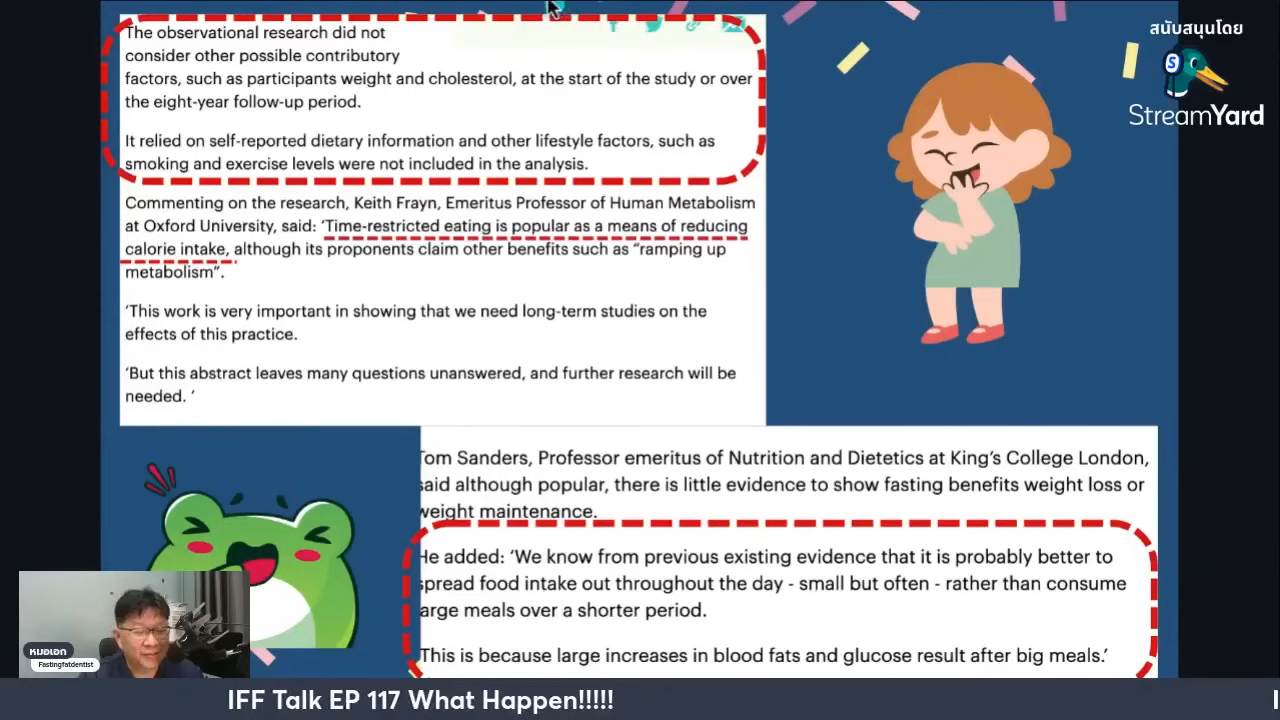 The observational research did not
consider other possible contributory
factors, such as participants weight and cholesterol, at the start of the study or over
the eight-year follow-up period.
It relied on self-reported dietary information and other lifestyle factors, such as
smoking and exercise levels were not included in the analysis.
Commenting on the research, Keith Frayn, Emeritus Professor of Human Metabolism
at Oxford University, said: ‘Time-restricted eating is popular as a means of reducing
calorie intake, although its proponents claim other benefits such as “ramping up
metabolism”.
‘This work is very important in showing that we need long-term studies on the
effects of this practice.
‘But this abstract leaves many questions unanswered, and further research will be
needed. ’
สนับสนุนโดย
S
StreamYard
Tom Sanders, Professor emeritus of Nutrition and Dietetics at King’s College London,
said although popular, there is little evidence to show fasting benefits weight loss or
weight maintenance.
He added: ‘We know from previous existing evidence that it is probably better to
spread food intake out throughout the day - small but often - rather than consume
large meals over a shorter period.
‘This is because large increases in blood fats and glucose result after big meals.’
หมอเอก
Fastingfatdentist
IFF Talk EP 117 What Happen!!!!!